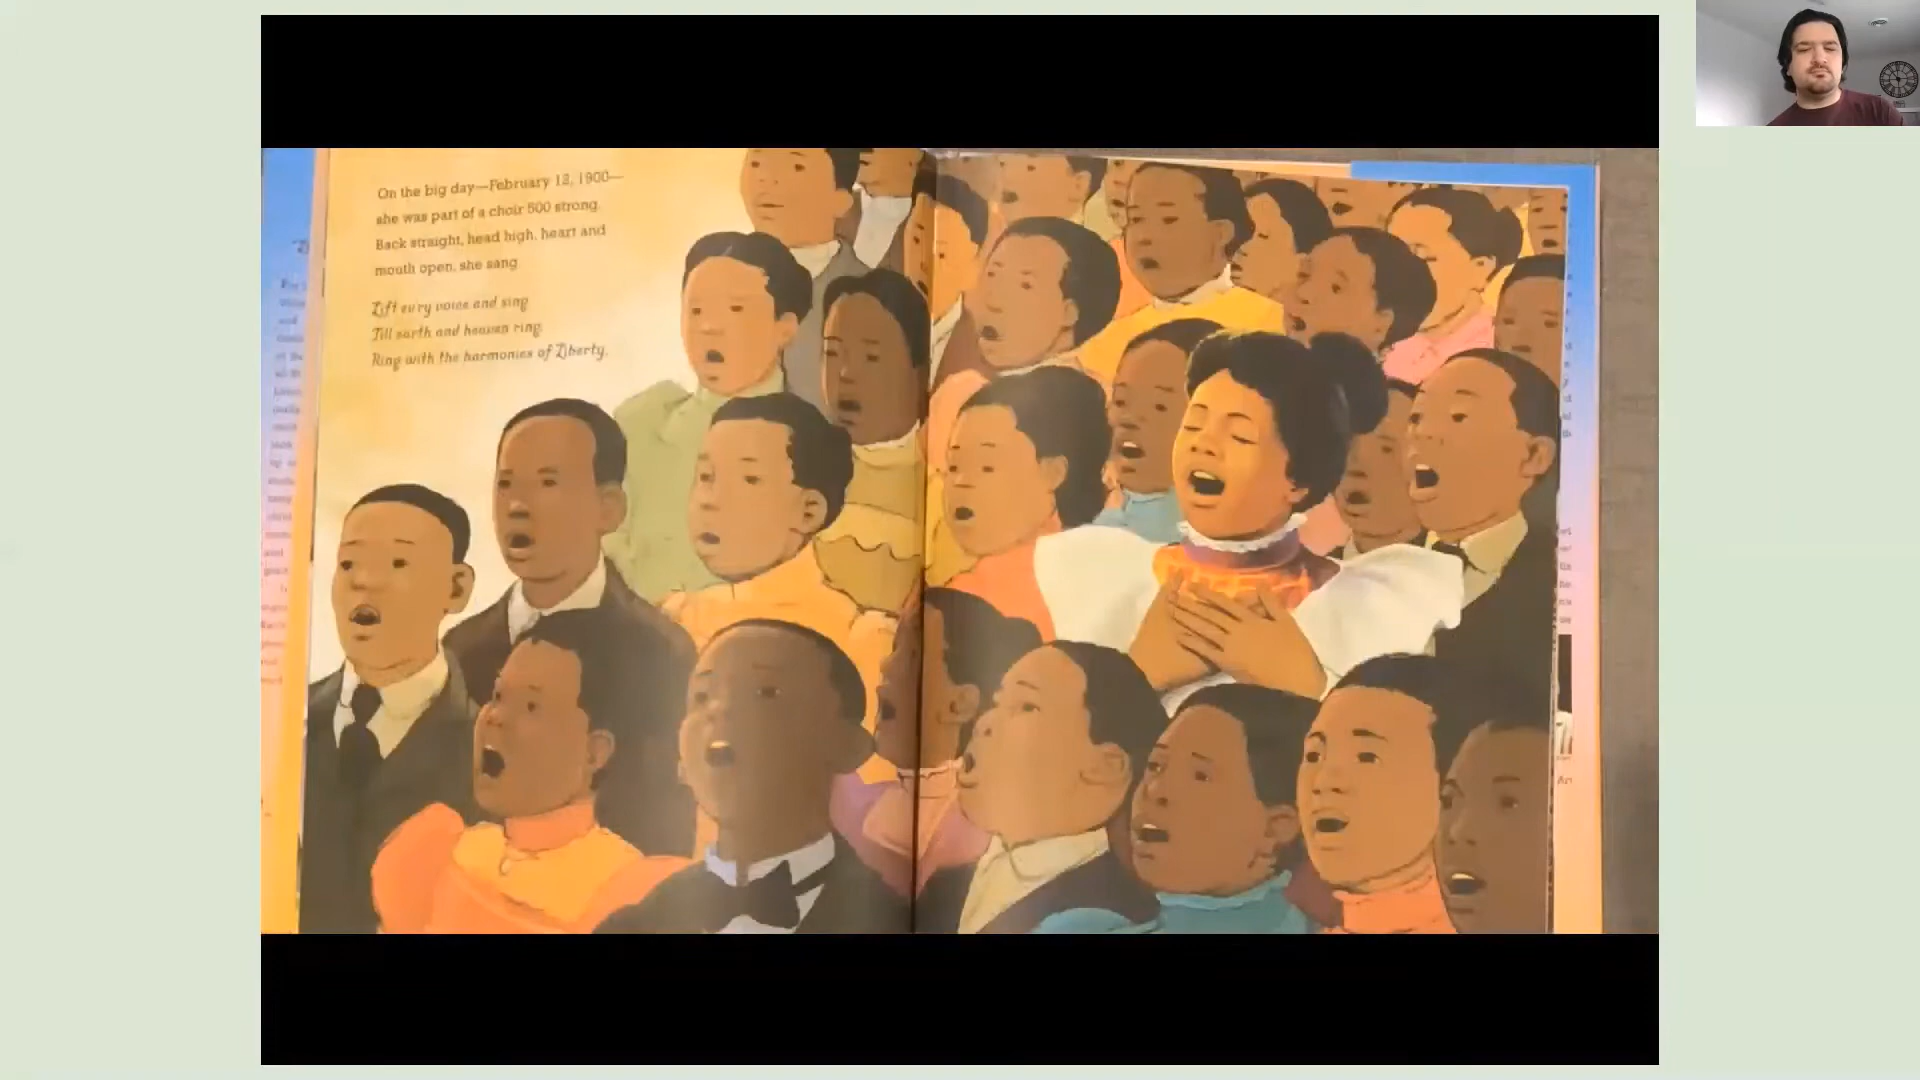 On the big day—February 12, 1900—
she was part of a choir 500 strong.
Back straight, head high, heart and
mouth open, she sang
Lift ev'ry voice and sing
Till earth and heaven ring,
Ring with the harmonies of Liberty.